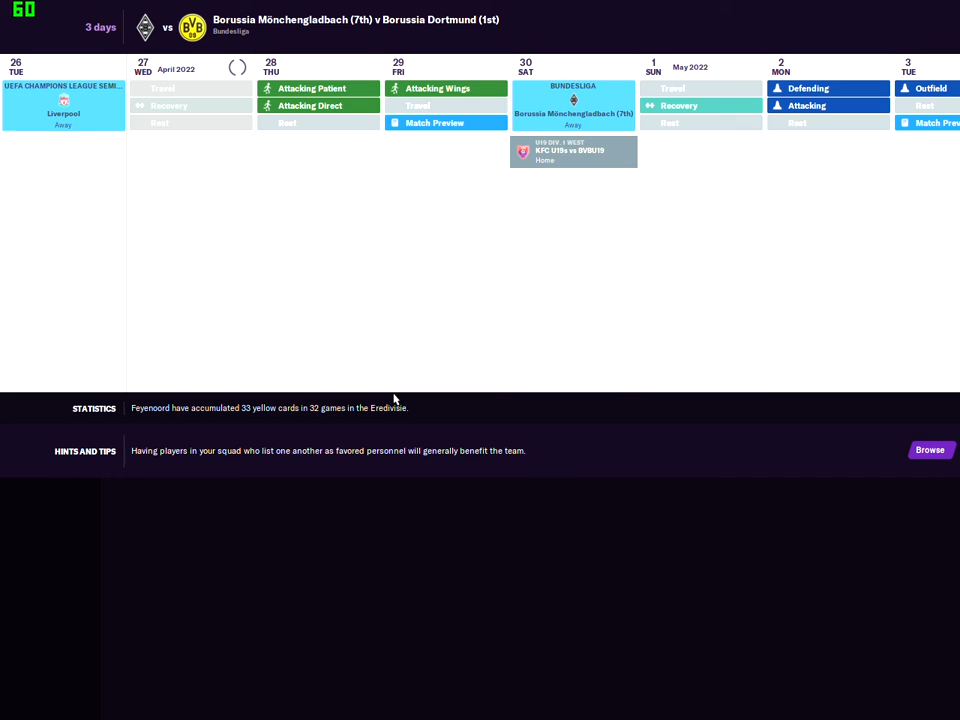 60
3 days
vs
Borussia Mönchengladbach (7th) v Borussia Dortmund (1st)
Bundesliga
26 TUE
27 WED April 2022
28 THU
29 FRI
30 SAT
1 SUN May 2022
2 MON
3 TUE
UEFA CHAMPIONS LEAGUE SEMI...
Liverpool
Away
Travel
Recovery
Rest
Attacking Patient
Attacking Direct
Rest
Attacking Wings
Travel
Match Preview
BUNDESLIGA
Borussia Mönchengladbach (7th)
Away
U19 DIV. 1 WEST
KFC U19s vs BVBU19
Home
Travel
Recovery
Rest
Defending
Attacking
Rest
Outfield
Rest
Match Prev
STATISTICS
Feyenoord have accumulated 33 yellow cards in 32 games in the Eredivisie.
HINTS AND TIPS
Having players in your squad who list one another as favored personnel will generally benefit the team.
Browse